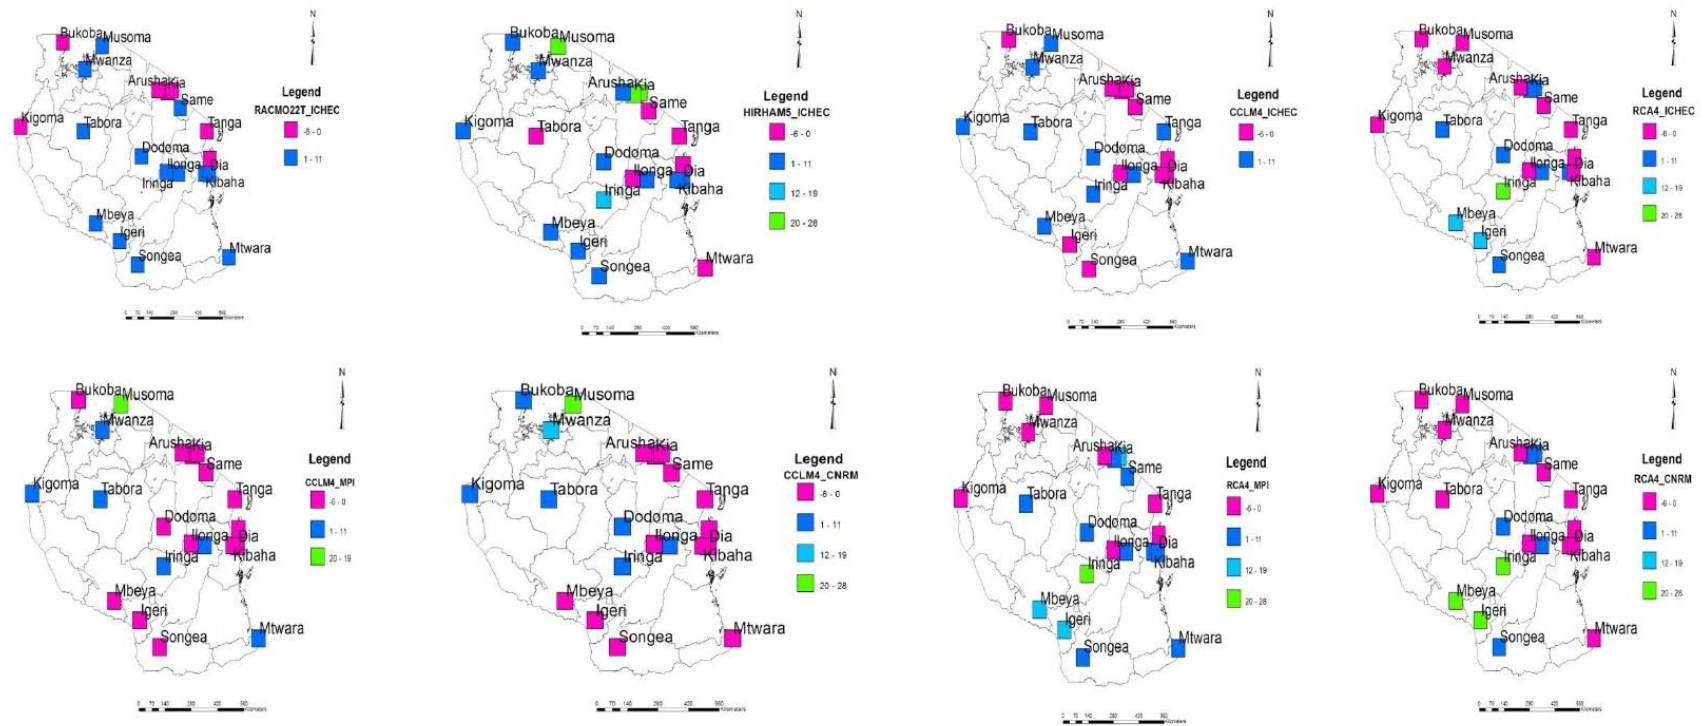 N
Bukoba Musoma
Mwanza
Arusha Kia
Same
Kigoma
Tabora
Tanga
Dodoma
Ilonga Dia
Iringa Kibaha
Mbeya
Igeri
Songea
Mtwara
Legend
RACMO22T_ICHEC
-5 - 0
1 - 11
N
Bukoba Musoma
Mwanza
Arusha Kia
Same
Kigoma
Tabora
Tanga
Dodoma
Ilonga Dia
Iringa Kibaha
Mbeya
Igeri
Songea
Mtwara
Legend
HIRHAM5_ICHEC
-6 - 0
1 - 11
12 - 19
20 - 28
N
Bukoba Musoma
Mwanza
Arusha Kia
Same
Kigoma
Tabora
Tanga
Dodoma
Ilonga Dia
Iringa Kibaha
Mbeya
Igeri
Songea
Mtwara
Legend
CCLM4_ICHEC
-5 - 0
1 - 11
N
Bukoba Musoma
Mwanza
Arusha Kia
Same
Kigoma
Tabora
Tanga
Dodoma
Ilonga Dia
Iringa Kibaha
Mbeya
Igeri
Songea
Mtwara
Legend
RCA4_ICHEC
-6 - 0
1 - 11
12 - 19
20 - 28
N
Bukoba Musoma
Mwanza
Arusha Kia
Same
Kigoma
Tabora
Tanga
Dodoma
Ilonga Dia
Iringa Kibaha
Mbeya
Igeri
Songea
Mtwara
Legend
CCLM4_MPI
-5 - 0
1 - 11
20 - 19
N
Bukoba Musoma
Mwanza
Arusha Kia
Same
Kigoma
Tabora
Tanga
Dodoma
Ilonga Dia
Iringa Kibaha
Mbeya
Igeri
Songea
Mtwara
Legend
CCLM4_CNRM
-5 - 0
1 - 11
12 - 19
20 - 28
N
Bukoba Musoma
Mwanza
Arusha Kia
Same
Kigoma
Tabora
Tanga
Dodoma
Ilonga Dia
Iringa Kibaha
Mbeya
Igeri
Songea
Mtwara
Legend
RCA4_MPI
-6 - 0
1 - 11
12 - 19
20 - 28
N
Bukoba Musoma
Mwanza
Arusha Kia
Same
Kigoma
Tabora
Tanga
Dodoma
Ilonga Dia
Iringa Kibaha
Mbeya
Igeri
Songea
Mtwara
Legend
RCA4_CNRM
-6 - 0
1 - 11
12 - 19
20 - 28